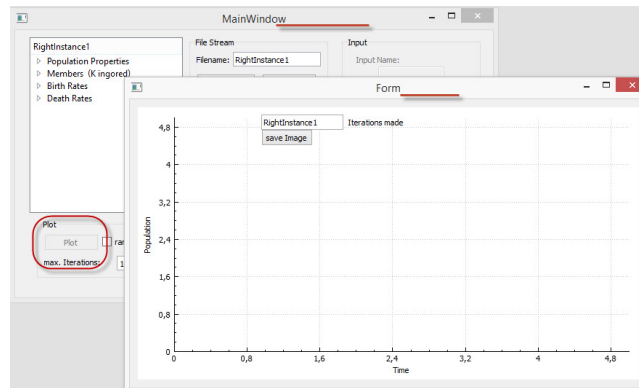 MainWindow
RightInstance1
Population Properties
Members (K ingored)
Birth Rates
Death Rates
File Stream
Filename: RightInstance1
Input
Input Name:
Plot
Plot
max. Iterations: 1
Form
RightInstance1 Iterations made
save Image
4,8
4
3,2
2,4
1,6
0,8
0
Population
0 0,8 1,6 2,4 3,2 4 4,8
Time